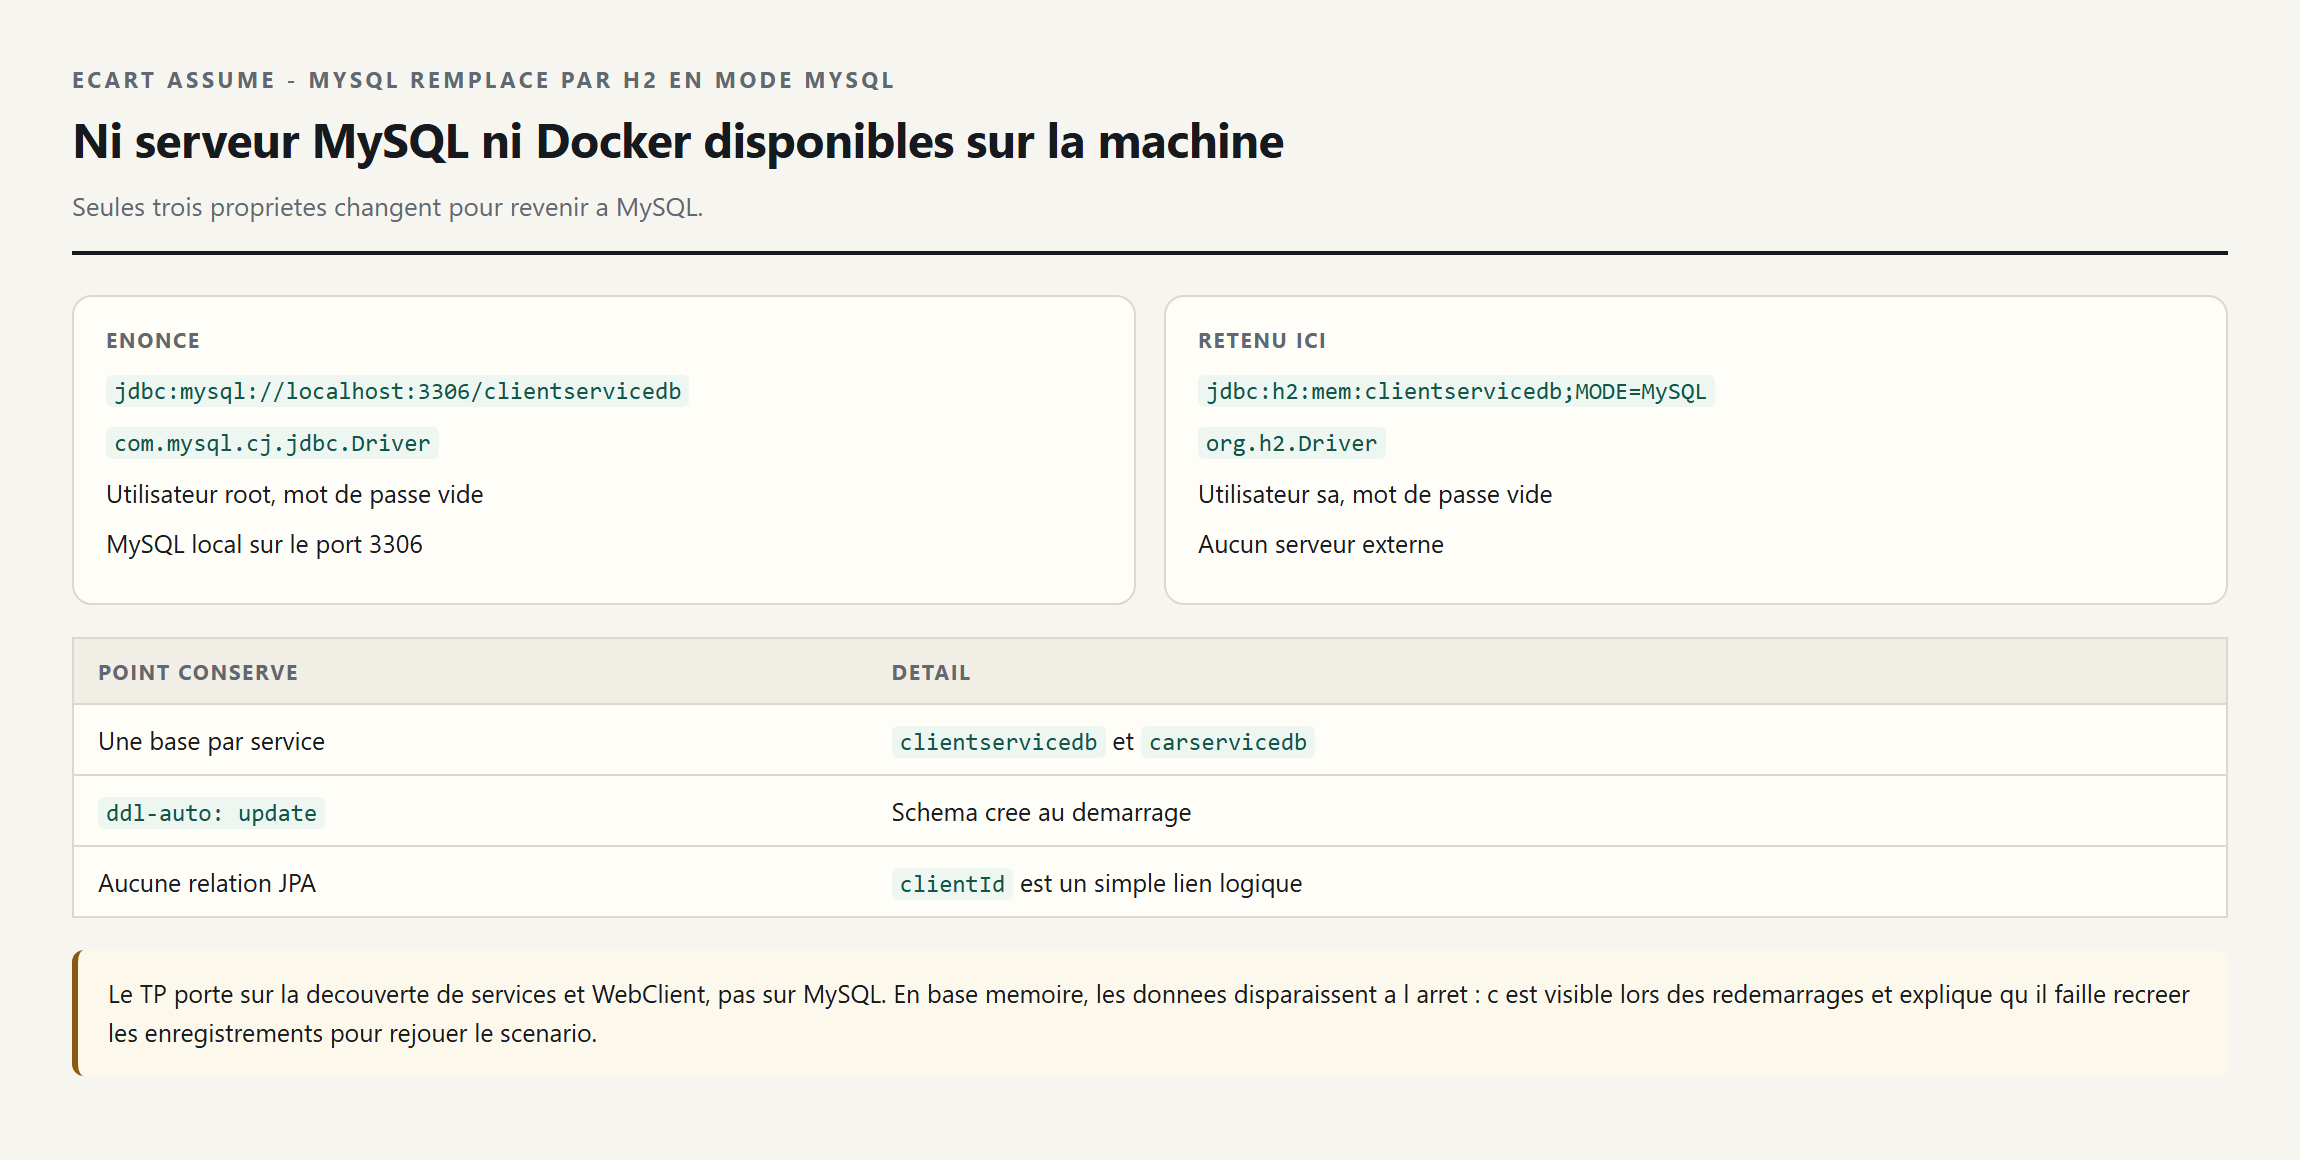 ECART ASSUME - MYSQL REMPLACE PAR H2 EN MODE MYSQL
Ni serveur MySQL ni Docker disponibles sur la machine
Seules trois proprietes changent pour revenir a MySQL.
ENONCE
jdbc:mysql://localhost:3306/clientservicedb
com.mysql.cj.jdbc.Driver
Utilisateur root, mot de passe vide
MySQL local sur le port 3306
RETENU ICI
jdbc:h2:mem:clientservicedb;MODE=MySQL
org.h2.Driver
Utilisateur sa, mot de passe vide
Aucun serveur externe
POINT CONSERVE DETAIL
Une base par service clientservicedb et carservicedb
ddl-auto: update Schema cree au demarrage
Aucune relation JPA clientId est un simple lien logique
Le TP porte sur la decouverte de services et WebClient, pas sur MySQL. En base memoire, les donnees disparaissent a l arret : c est visible lors des redemarrages et explique qu il faille recreer
les enregistrements pour rejouer le scenario.